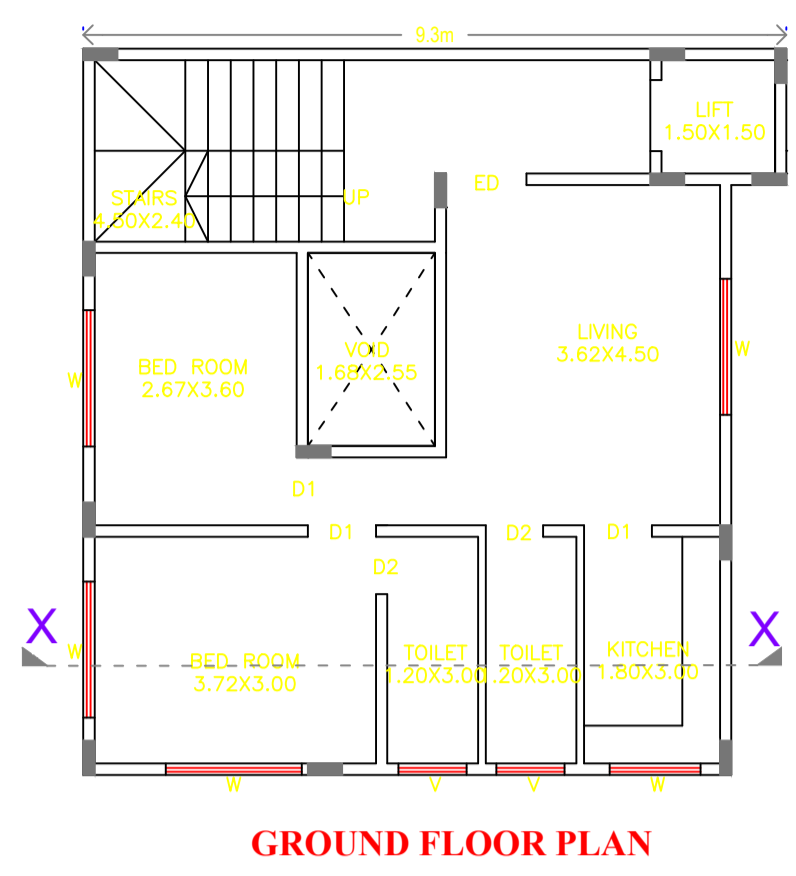 9.3m
LIFT
1.50X1.50
ED
STAIRS
UP
4.50X2.40
LIVING
3.62X4.50
W
VOID
1.68X2.55
BED ROOM
2.67X3.60
W
D1
D1
D2
D1
D2
X
X
W
BED ROOM
3.72X3.00
TOILET
1.20X3.00
TOILET
1.20X3.00
KITCHEN
1.80X3.00
W
V
V
W
GROUND FLOOR PLAN